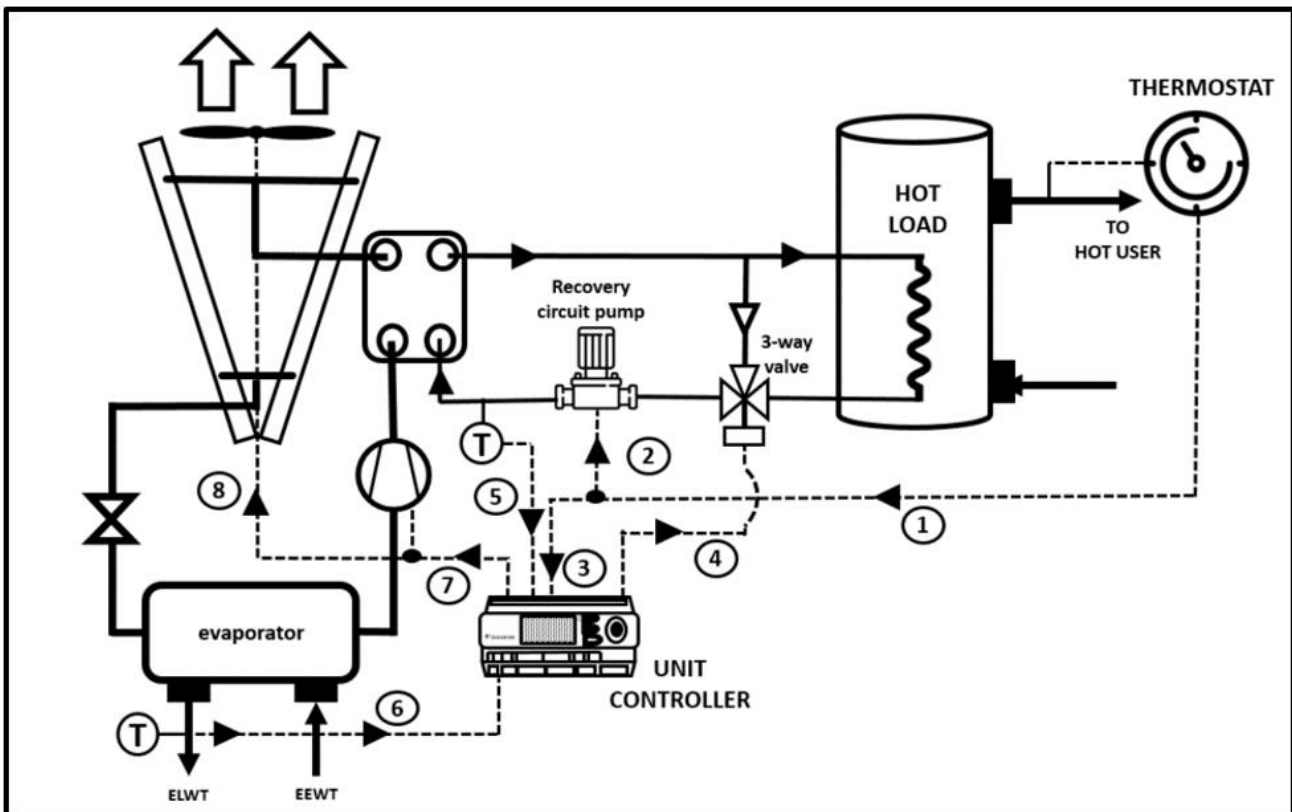 THERMOSTAT
HOT
LOAD
TO
HOT USER
Recovery
circuit pump
3-way
valve
T
2
8
5
1
3
4
7
evaporator
UNIT
CONTROLLER
6
T
ELWT
EEWT